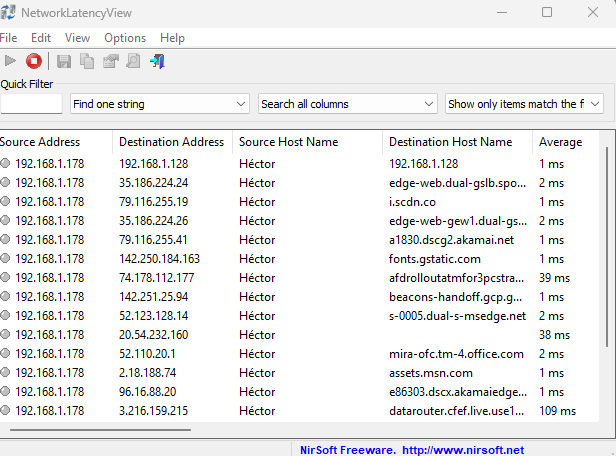 NetworkLatencyView
File Edit View Options Help
Quick Filter
Find one string Search all columns Show only items match the f
Source Address Destination Address Source Host Name Destination Host Name Average
192.168.1.178 192.168.1.128 Héctor 192.168.1.128 1 ms
192.168.1.178 35.186.224.24 Héctor edge-web.dual-gslb.spo... 2 ms
192.168.1.178 79.116.255.19 Héctor i.scdn.co 1 ms
192.168.1.178 35.186.224.26 Héctor edge-web-gew1.dual-gs... 2 ms
192.168.1.178 79.116.255.41 Héctor a1830.dscg2.akamai.net 1 ms
192.168.1.178 142.250.184.163 Héctor fonts.gstatic.com 1 ms
192.168.1.178 74.178.112.177 Héctor afdrolloutatmfor3pcstra... 39 ms
192.168.1.178 142.251.25.94 Héctor beacons-handoff.gcp.g... 1 ms
192.168.1.178 52.123.128.14 Héctor s-0005.dual-s-msedge.net 2 ms
192.168.1.178 20.54.232.160 Héctor 38 ms
192.168.1.178 52.110.20.1 Héctor mira-ofc.tm-4.office.com 2 ms
192.168.1.178 2.18.188.74 Héctor assets.msn.com 1 ms
192.168.1.178 96.16.88.20 Héctor e86303.dscx.akamaiedge... 1 ms
192.168.1.178 3.216.159.215 Héctor datarouter.cfef.live.use1... 109 ms
NirSoft Freeware. http://www.nirsoft.net